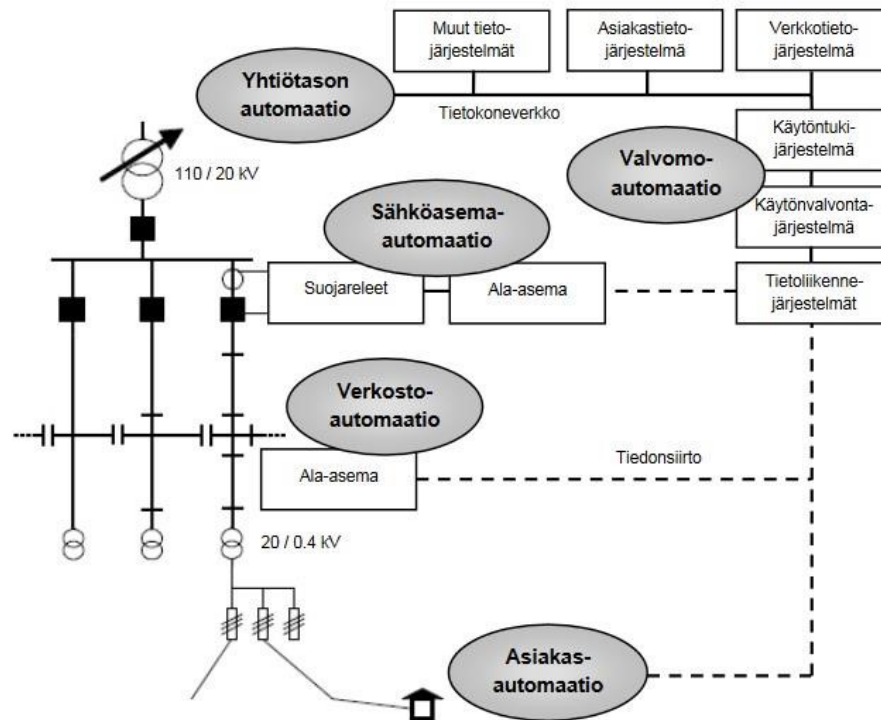 Muut tieto-
järjestelmät
Asiakastieto-
järjestelmä
Verkkotieto-
järjestelmä
Yhtiötason
automaatio
Tietokoneverkko
Käytöntuki-
järjestelmä
Valvomo-
automaatio
110 / 20 kV
Käytönvalvonta-
järjestelmä
Sähköasema-
automaatio
Suojareleet
Ala-asema
Tietoliikenne-
järjestelmät
Verkosto-
automaatio
Ala-asema
Tiedonsiirto
20 / 0.4 kV
Asiakas-
automaatio